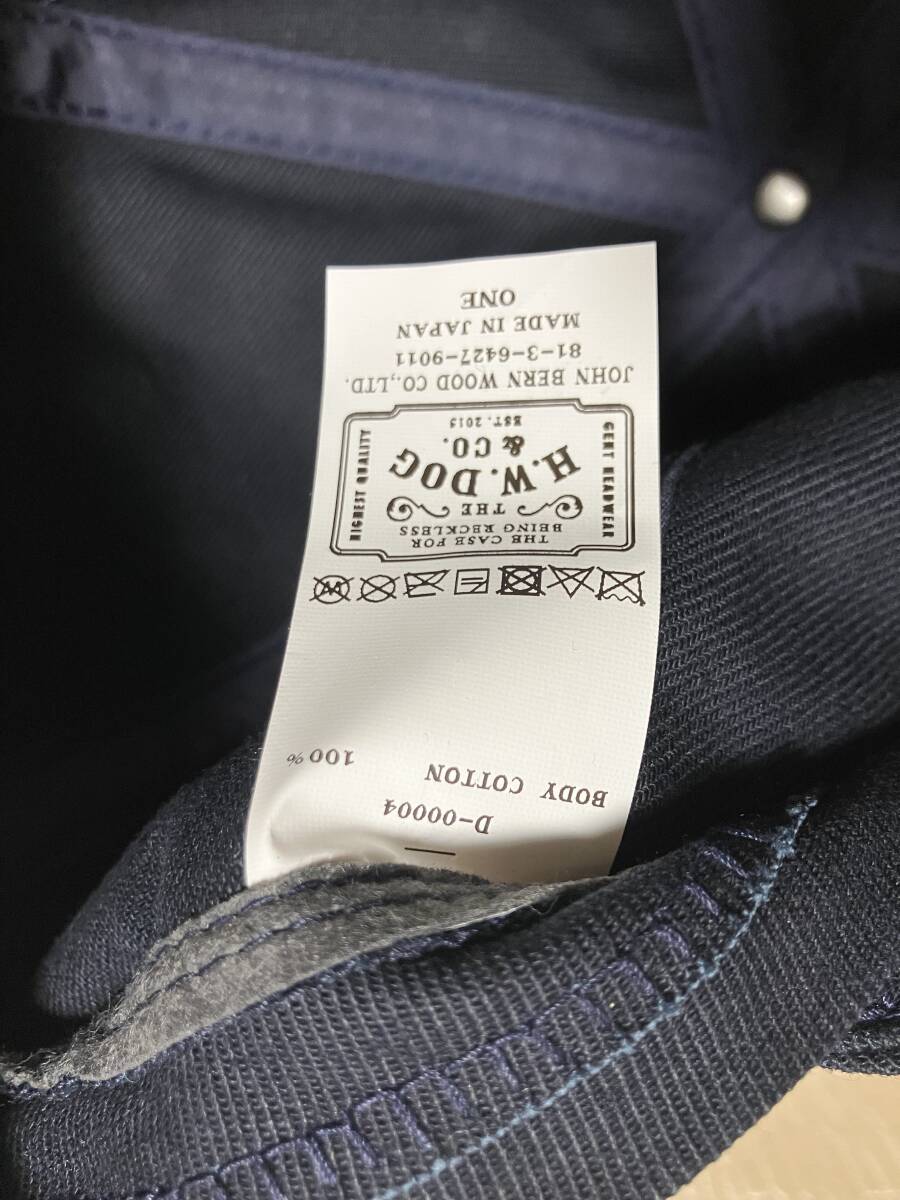 D-00004
BODY COTTON
100%
THE CASE FOR
BEING RECKLESS
THE
H.W.DOG
& CO.
EST. 2015
GENT HEADWEAR
HIGHEST QUALITY
JOHN BERN WOOD CO.,LTD.
81-3-6427-9011
MADE IN JAPAN
ONE